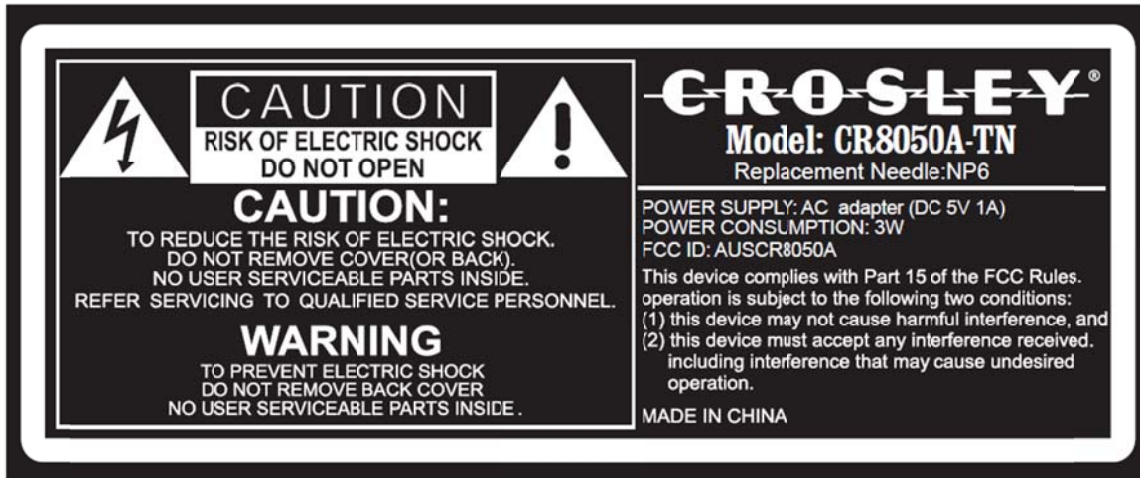 CAUTION
RISK OF ELECTRIC SHOCK
DO NOT OPEN
CAUTION:
TO REDUCE THE RISK OF ELECTRIC SHOCK.
DO NOT REMOVE COVER(OR BACK).
NO USER SERVICEABLE PARTS INSIDE.
REFER SERVICING TO QUALIFIED SERVICE PERSONNEL.
WARNING
TO PREVENT ELECTRIC SHOCK
DO NOT REMOVE BACK COVER
NO USER SERVICEABLE PARTS INSIDE.
CROSLEY®
Model: CR8050A-TN
Replacement Needle:NP6
POWER SUPPLY: AC adapter (DC 5V 1A)
POWER CONSUMPTION: 3W
FCC ID: AUSCR8050A
This device complies with Part 15 of the FCC Rules.
operation is subject to the following two conditions:
(1) this device may not cause harmful interference, and
(2) this device must accept any interference received.
including interference that may cause undesired
operation.
MADE IN CHINA